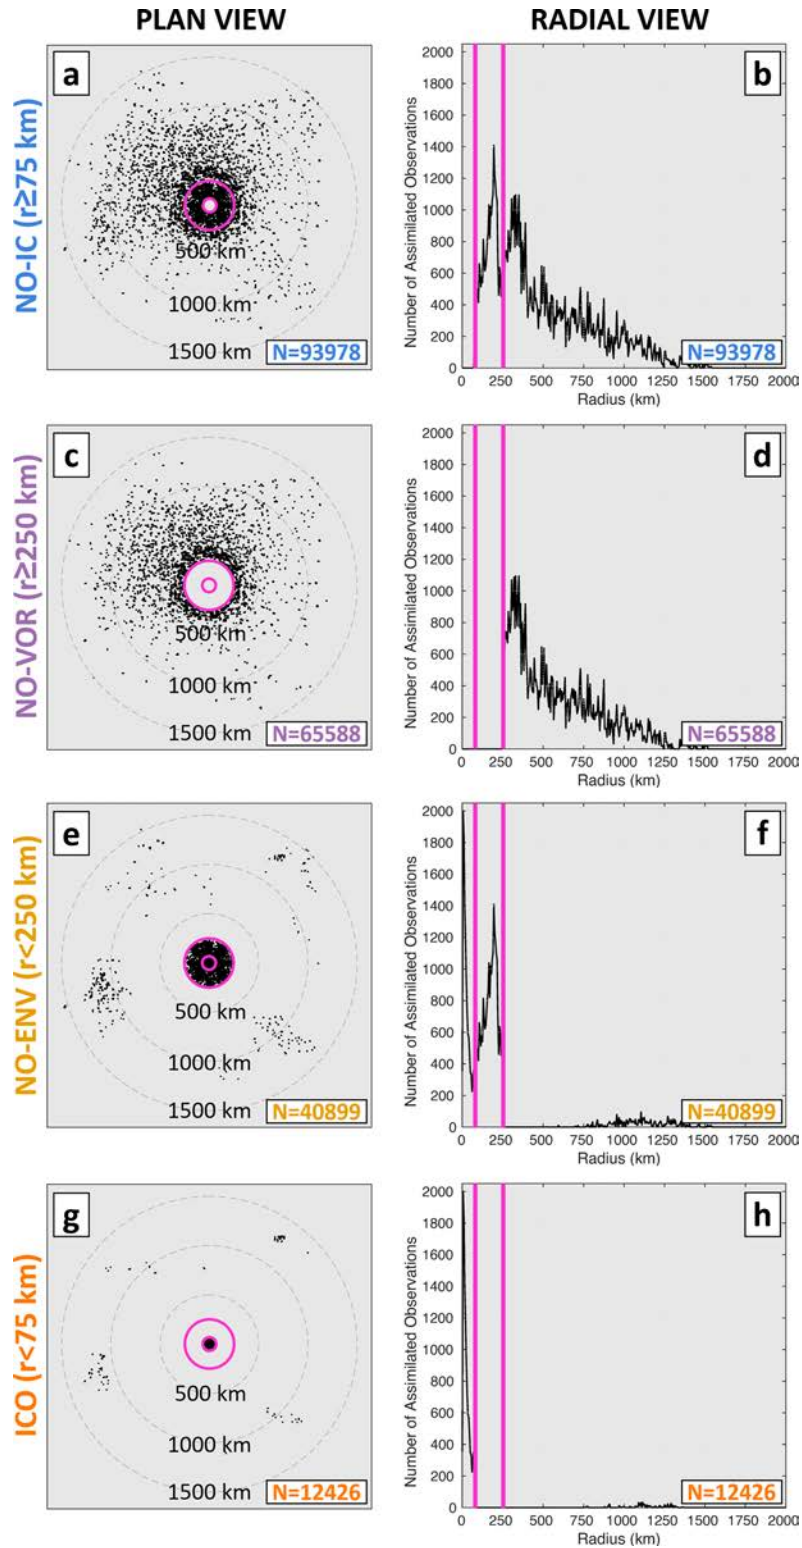 PLAN VIEW
RADIAL VIEW
NO-IC (r≥75 km)
a
500 km
1000 km
1500 km
N=93978
b
Number of Assimilated Observations
2000
1800
1600
1400
1200
1000
800
600
400
200
0
N=93978
0 250 500 750 1000 1250 1500 1750 2000
Radius (km)
NO-VOR (r≥250 km)
c
500 km
1000 km
1500 km
N=65588
d
Number of Assimilated Observations
2000
1800
1600
1400
1200
1000
800
600
400
200
0
N=65588
0 250 500 750 1000 1250 1500 1750 2000
Radius (km)
NO-ENV (r<250 km)
e
500 km
1000 km
1500 km
N=40899
f
Number of Assimilated Observations
2000
1800
1600
1400
1200
1000
800
600
400
200
0
N=40899
0 250 500 750 1000 1250 1500 1750 2000
Radius (km)
ICO (r<75 km)
g
500 km
1000 km
1500 km
N=12426
h
Number of Assimilated Observations
2000
1800
1600
1400
1200
1000
800
600
400
200
0
N=12426
0 250 500 750 1000 1250 1500 1750 2000
Radius (km)